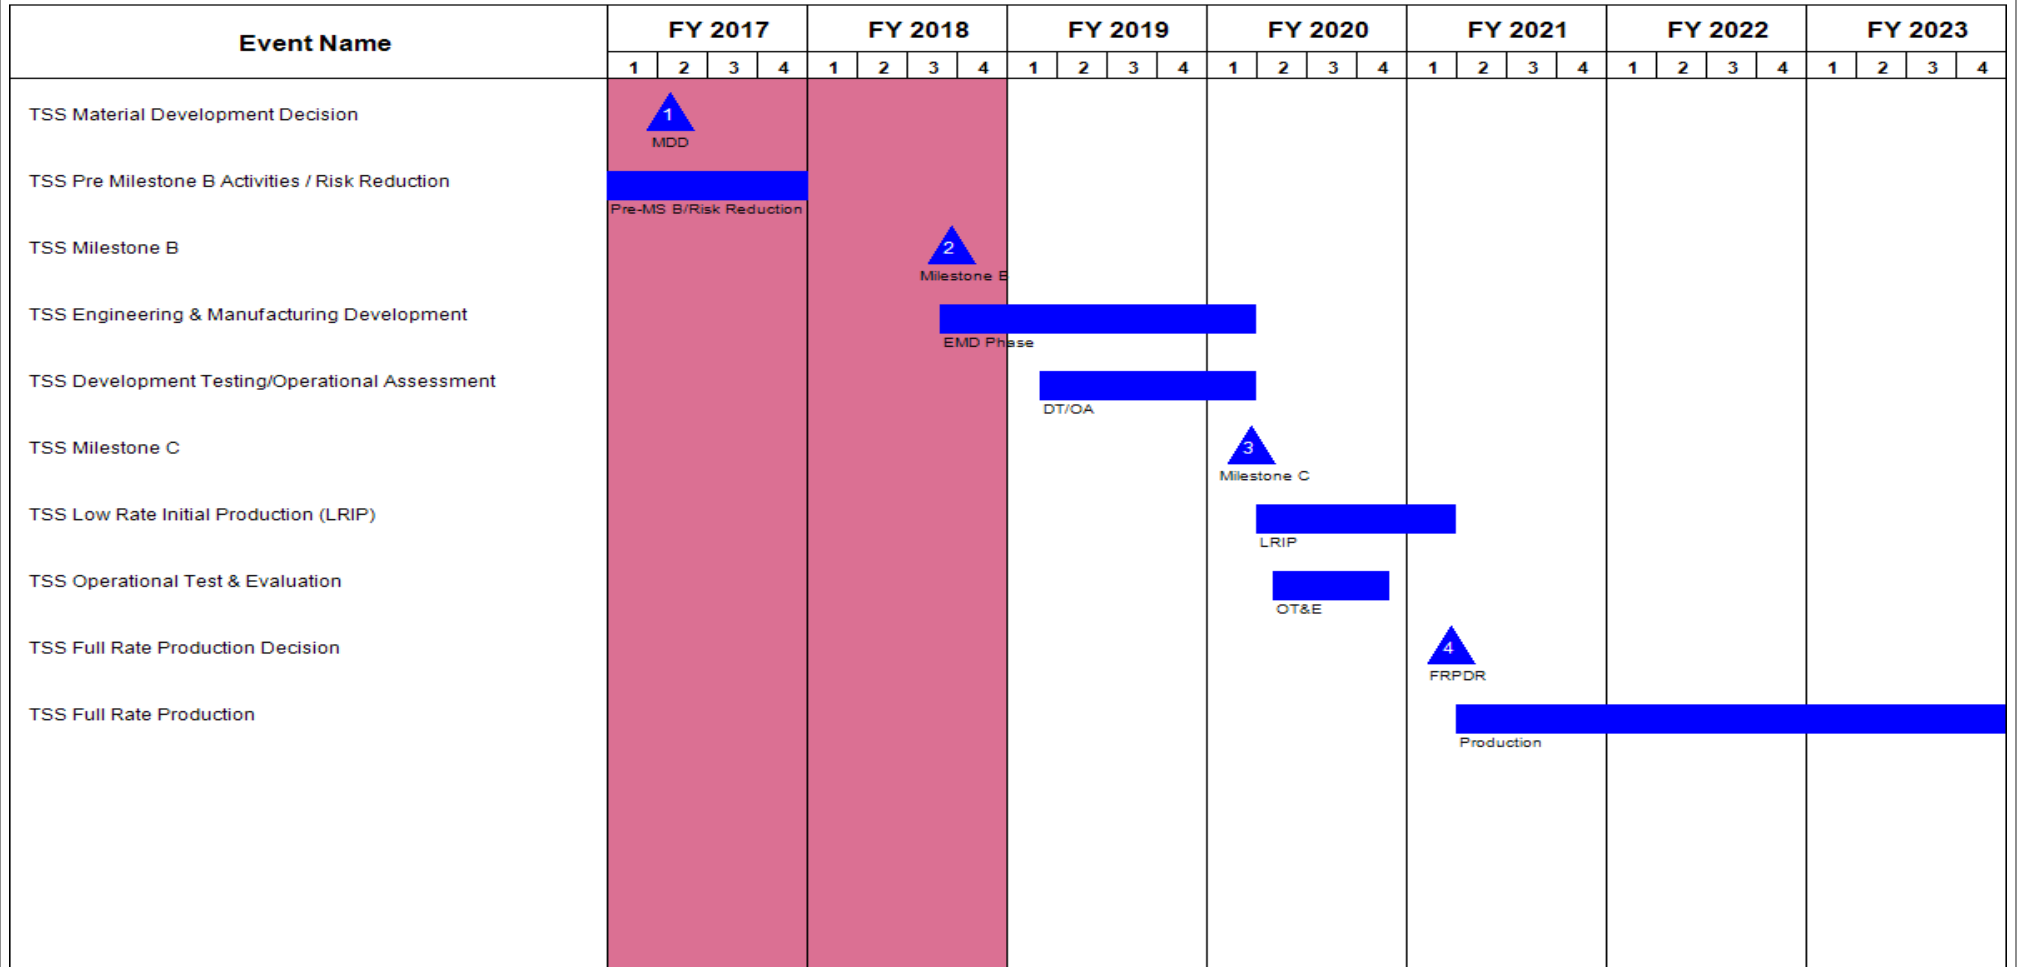 Event Name
FY 2017 FY 2018 FY 2019 FY 2020 FY 2021 FY 2022 FY 2023
1 2 3 4 1 2 3 4 1 2 3 4 1 2 3 4 1 2 3 4 1 2 3 4 1 2 3 4
TSS Material Development Decision
1
MDD
TSS Pre Milestone B Activities / Risk Reduction
Pre-MS B/Risk Reduction
TSS Milestone B
2
Milestone B
TSS Engineering & Manufacturing Development
EMD Phase
TSS Development Testing/Operational Assessment
DT/OA
TSS Milestone C
3
Milestone C
TSS Low Rate Initial Production (LRIP)
LRIP
TSS Operational Test & Evaluation
OT&E
TSS Full Rate Production Decision
4
FRPDR
TSS Full Rate Production
Production